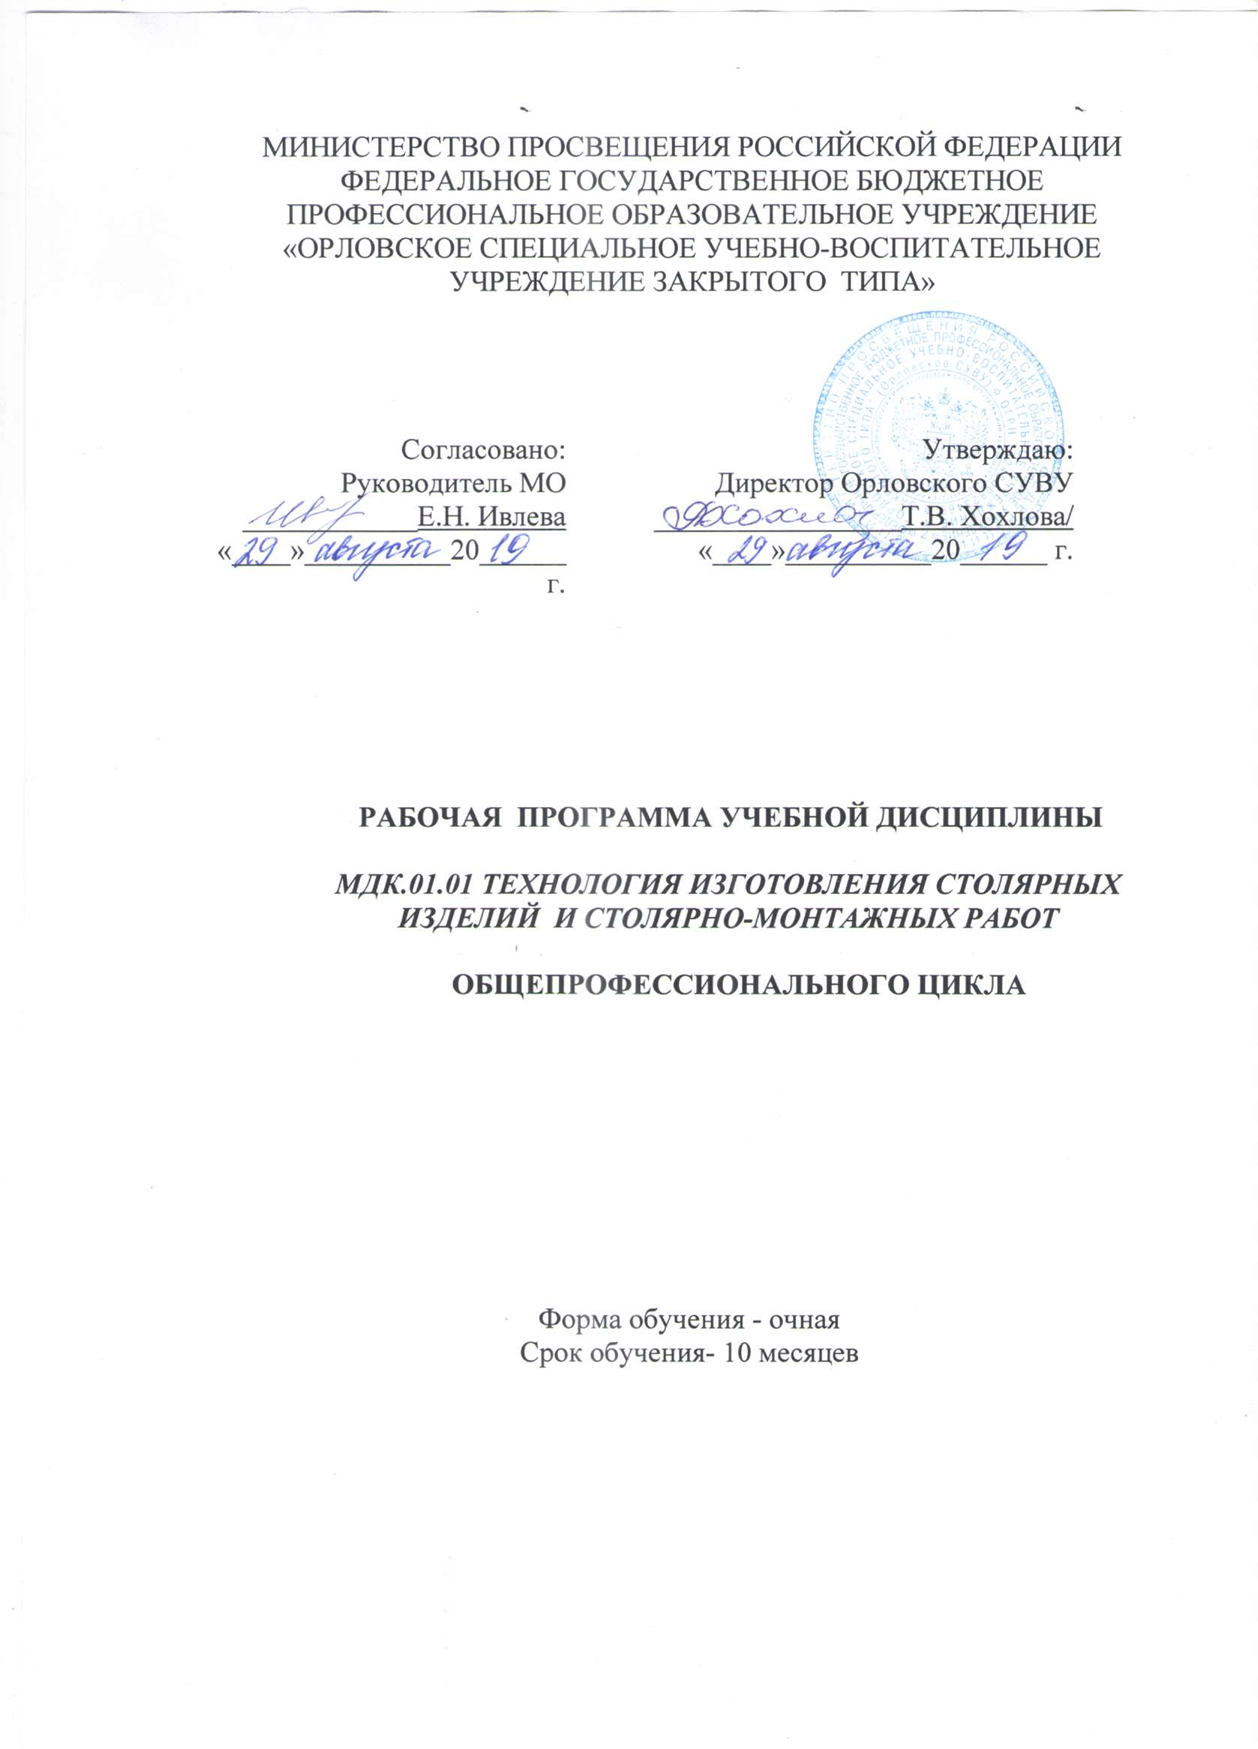 МИНИСТЕРСТВО ПРОСВЕЩЕНИЯ РОССИЙСКОЙ ФЕДЕРАЦИИ
ФЕДЕРАЛЬНОЕ ГОСУДАРСТВЕННОЕ БЮДЖЕТНОЕ
ПРОФЕССИОНАЛЬНОЕ ОБРАЗОВАТЕЛЬНОЕ УЧРЕЖДЕНИЕ
«ОРЛОВСКОЕ СПЕЦИАЛЬНОЕ УЧЕБНО-ВОСПИТАТЕЛЬНОЕ
УЧРЕЖДЕНИЕ ЗАКРЫТОГО ТИПА»
Согласовано:
Руководитель МО
Е.Н. Ивлева
«29» августа 2019
г.
Утверждаю:
Директор Орловского СУВУ
Т.В. Хохлова/
«29» августа 2019 г.
РАБОЧАЯ ПРОГРАММА УЧЕБНОЙ ДИСЦИПЛИНЫ
МДК.01.01 ТЕХНОЛОГИЯ ИЗГОТОВЛЕНИЯ СТОЛЯРНЫХ
ИЗДЕЛИЙ И СТОЛЯРНО-МОНТАЖНЫХ РАБОТ
ОБЩЕПРОФЕССИОНАЛЬНОГО ЦИКЛА
Форма обучения - очная
Срок обучения- 10 месяцев